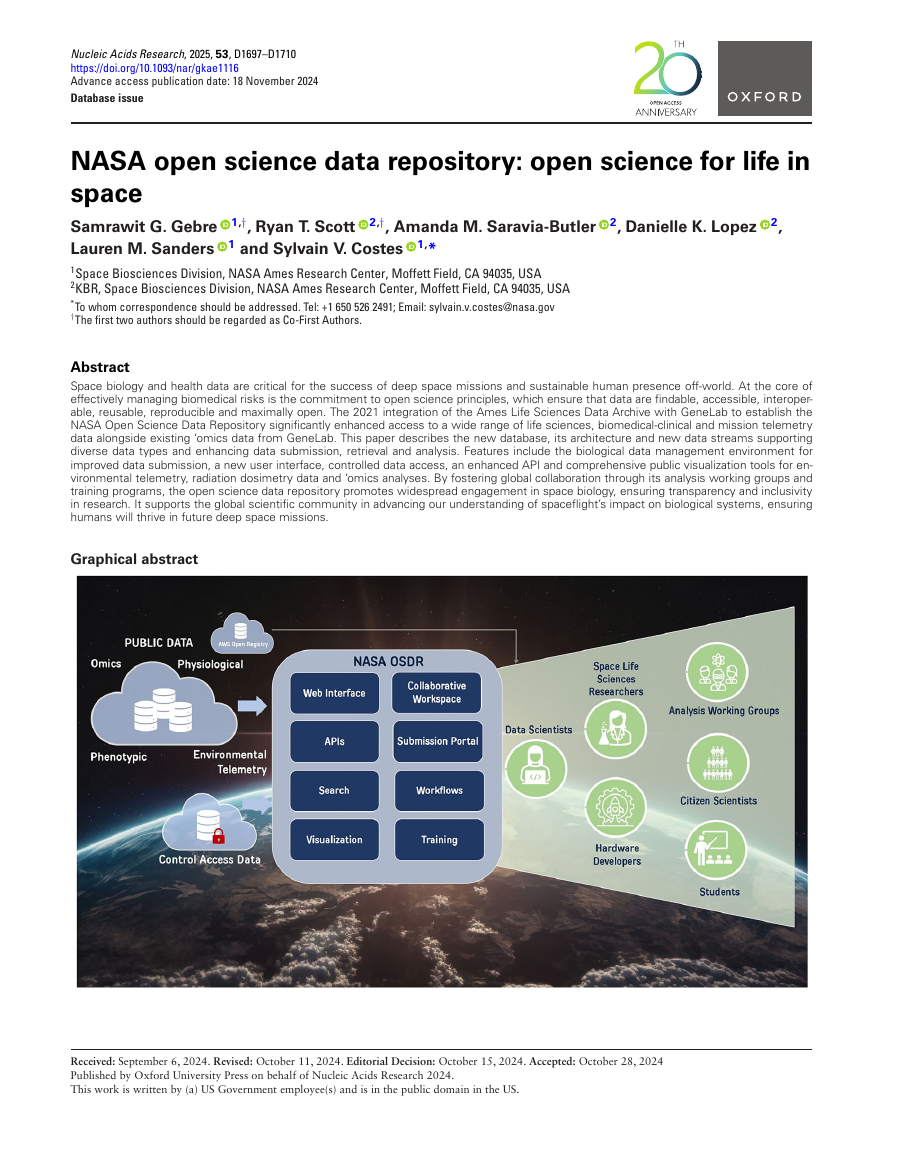 Nucleic Acids Research, 2025, 53, D1697–D1710
https://doi.org/10.1093/nar/gkae1116
Advance access publication date: 18 November 2024
Database issue
20TH
OPEN ACCESS
ANNIVERSARY
OXFORD
NASA open science data repository: open science for life in
space
Samrawit G. Gebre 1,†, Ryan T. Scott 2,†, Amanda M. Saravia-Butler 2, Danielle K. Lopez 2,
Lauren M. Sanders 1 and Sylvain V. Costes 1,*
1Space Biosciences Division, NASA Ames Research Center, Moffett Field, CA 94035, USA
2KBR, Space Biosciences Division, NASA Ames Research Center, Moffett Field, CA 94035, USA
*To whom correspondence should be addressed. Tel: +1 650 526 2491; Email: sylvain.v.costes@nasa.gov
†The first two authors should be regarded as Co-First Authors.
Abstract
Space biology and health data are critical for the success of deep space missions and sustainable human presence off-world. At the core of
effectively managing biomedical risks is the commitment to open science principles, which ensure that data are findable, accessible, interoper-
able, reusable, reproducible and maximally open. The 2021 integration of the Ames Life Sciences Data Archive with GeneLab to establish the
NASA Open Science Data Repository significantly enhanced access to a wide range of life sciences, biomedical-clinical and mission telemetry
data alongside existing ‘omics data from GeneLab. This paper describes the new database, its architecture and new data streams supporting
diverse data types and enhancing data submission, retrieval and analysis. Features include the biological data management environment for
improved data submission, a new user interface, controlled data access, an enhanced API and comprehensive public visualization tools for en-
vironmental telemetry, radiation dosimetry data and ‘omics analyses. By fostering global collaboration through its analysis working groups and
training programs, the open science data repository promotes widespread engagement in space biology, ensuring transparency and inclusivity
in research. It supports the global scientific community in advancing our understanding of spaceflight’s impact on biological systems, ensuring
humans will thrive in future deep space missions.
Graphical abstract
PUBLIC DATA
AWS Open Registry
Omics
Physiological
Phenotypic
Environmental
Telemetry
Control Access Data
NASA OSDR
Web Interface
Collaborative
Workspace
APIs
Submission Portal
Search
Workflows
Visualization
Training
Data Scientists
Space Life
Sciences
Researchers
Hardware
Developers
Analysis Working Groups
Citizen Scientists
Students
Received: September 6, 2024. Revised: October 11, 2024. Editorial Decision: October 15, 2024. Accepted: October 28, 2024
Published by Oxford University Press on behalf of Nucleic Acids Research 2024.
This work is written by (a) US Government employee(s) and is in the public domain in the US.